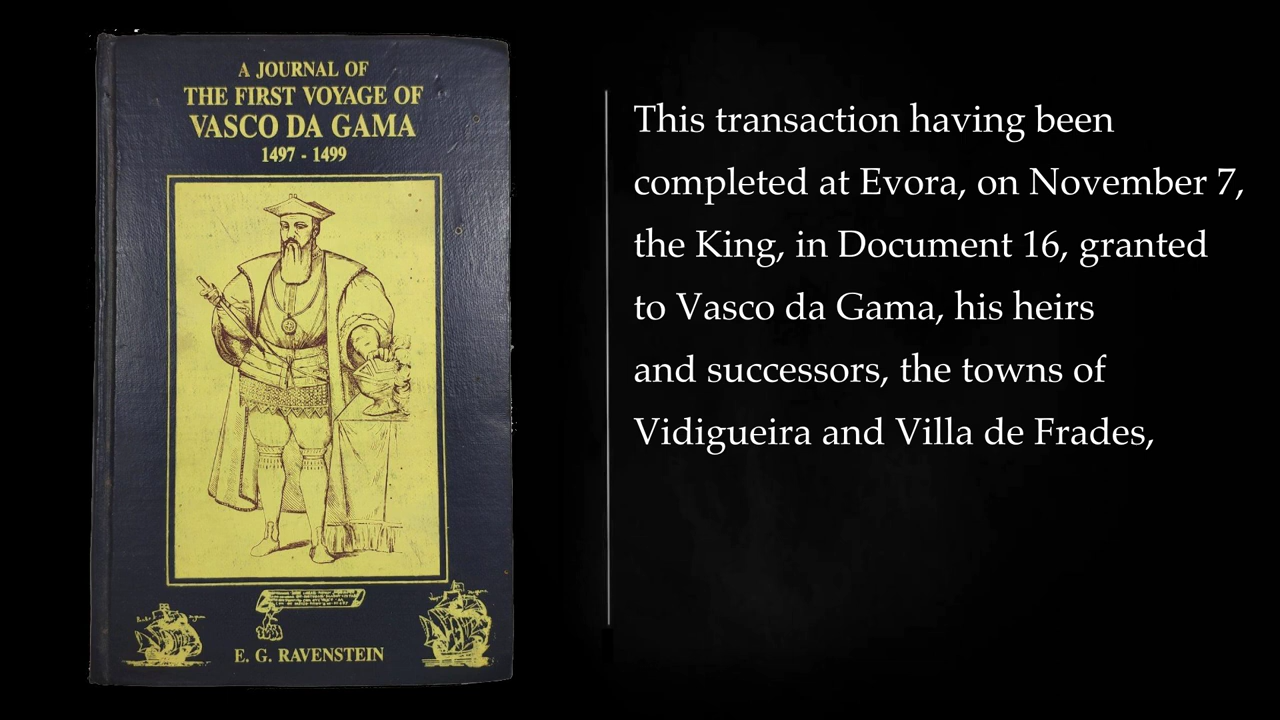 A JOURNAL OF
THE FIRST VOYAGE OF
VASCO DA GAMA
1497 - 1499
E. G. RAVENSTEIN
This transaction having been
completed at Evora, on November 7,
the King, in Document 16, granted
to Vasco da Gama, his heirs
and successors, the towns of
Vidigueira and Villa de Frades,